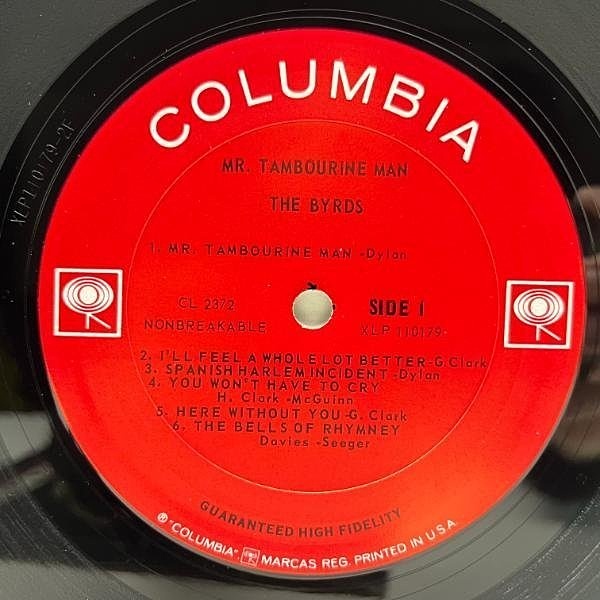 COLUMBIA
MR. TAMBOURINE MAN
THE BYRDS
1. MR. TAMBOURINE MAN -Dylan
CL 2372
NONBREAKABLE
SIDE 1
XLP 110179-
2. I'LL FEEL A WHOLE LOT BETTER-G. Clark
3. SPANISH HARLEM INCIDENT -Dylan
4. YOU WON'T HAVE TO CRY
H. Clark -McGuinn
5. HERE WITHOUT YOU-G. Clark
6. THE BELLS OF RHYMNEY
Davies -Seeger
GUARANTEED HIGH FIDELITY
® "COLUMBIA", MARCAS REG. PRINTED IN U.S.A.
XLP110179-2F